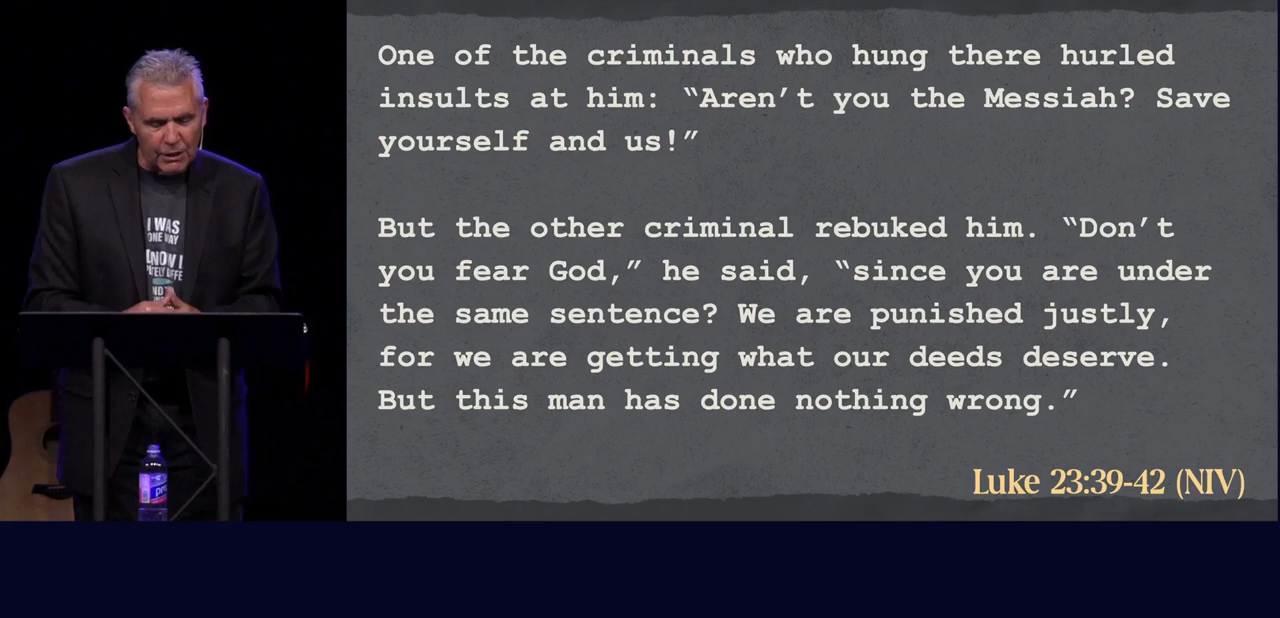 I WAS
ONE WAY
One of the criminals who hung there hurled
insults at him: “Aren’t you the Messiah? Save
yourself and us!”
But the other criminal rebuked him. “Don’t
you fear God,” he said, “since you are under
the same sentence? We are punished justly,
for we are getting what our deeds deserve.
But this man has done nothing wrong.”
Luke 23:39-42 (NIV)